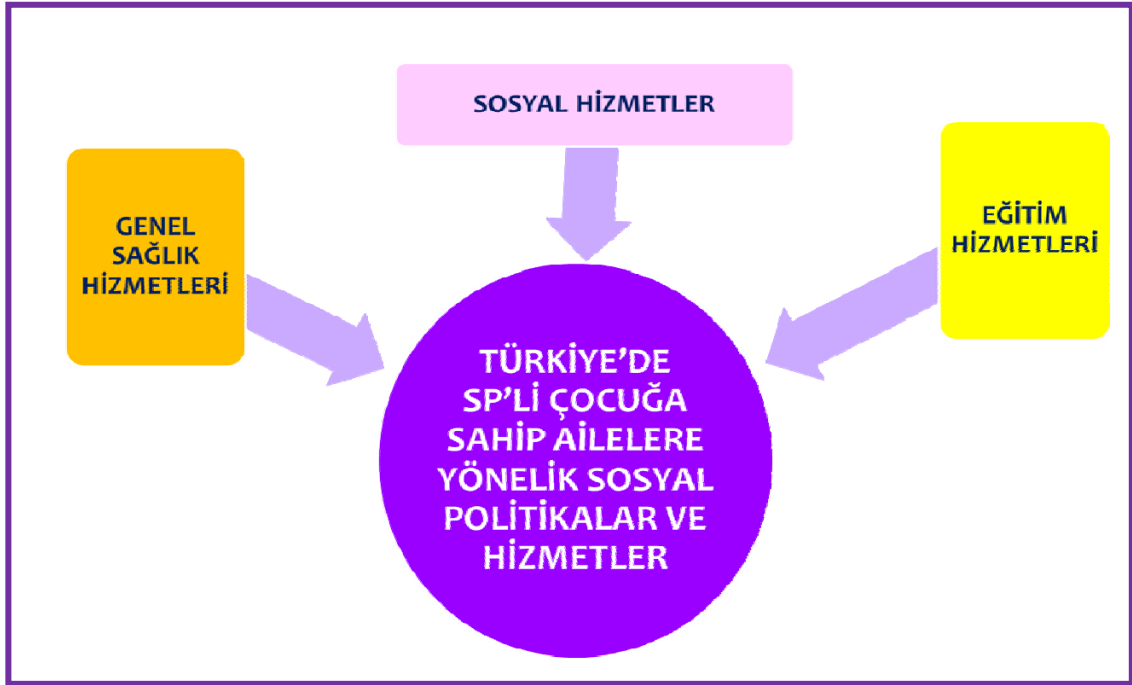 SOSYAL HİZMETLER
GENEL
SAĞLIK
HİZMETLERİ
EĞİTİM
HİZMETLERİ
TÜRKİYE’DE
SP’Lİ ÇOCUĞA
SAHİP AİLELERE
YÖNELİK SOSYAL
POLİTİKALAR VE
HİZMETLER